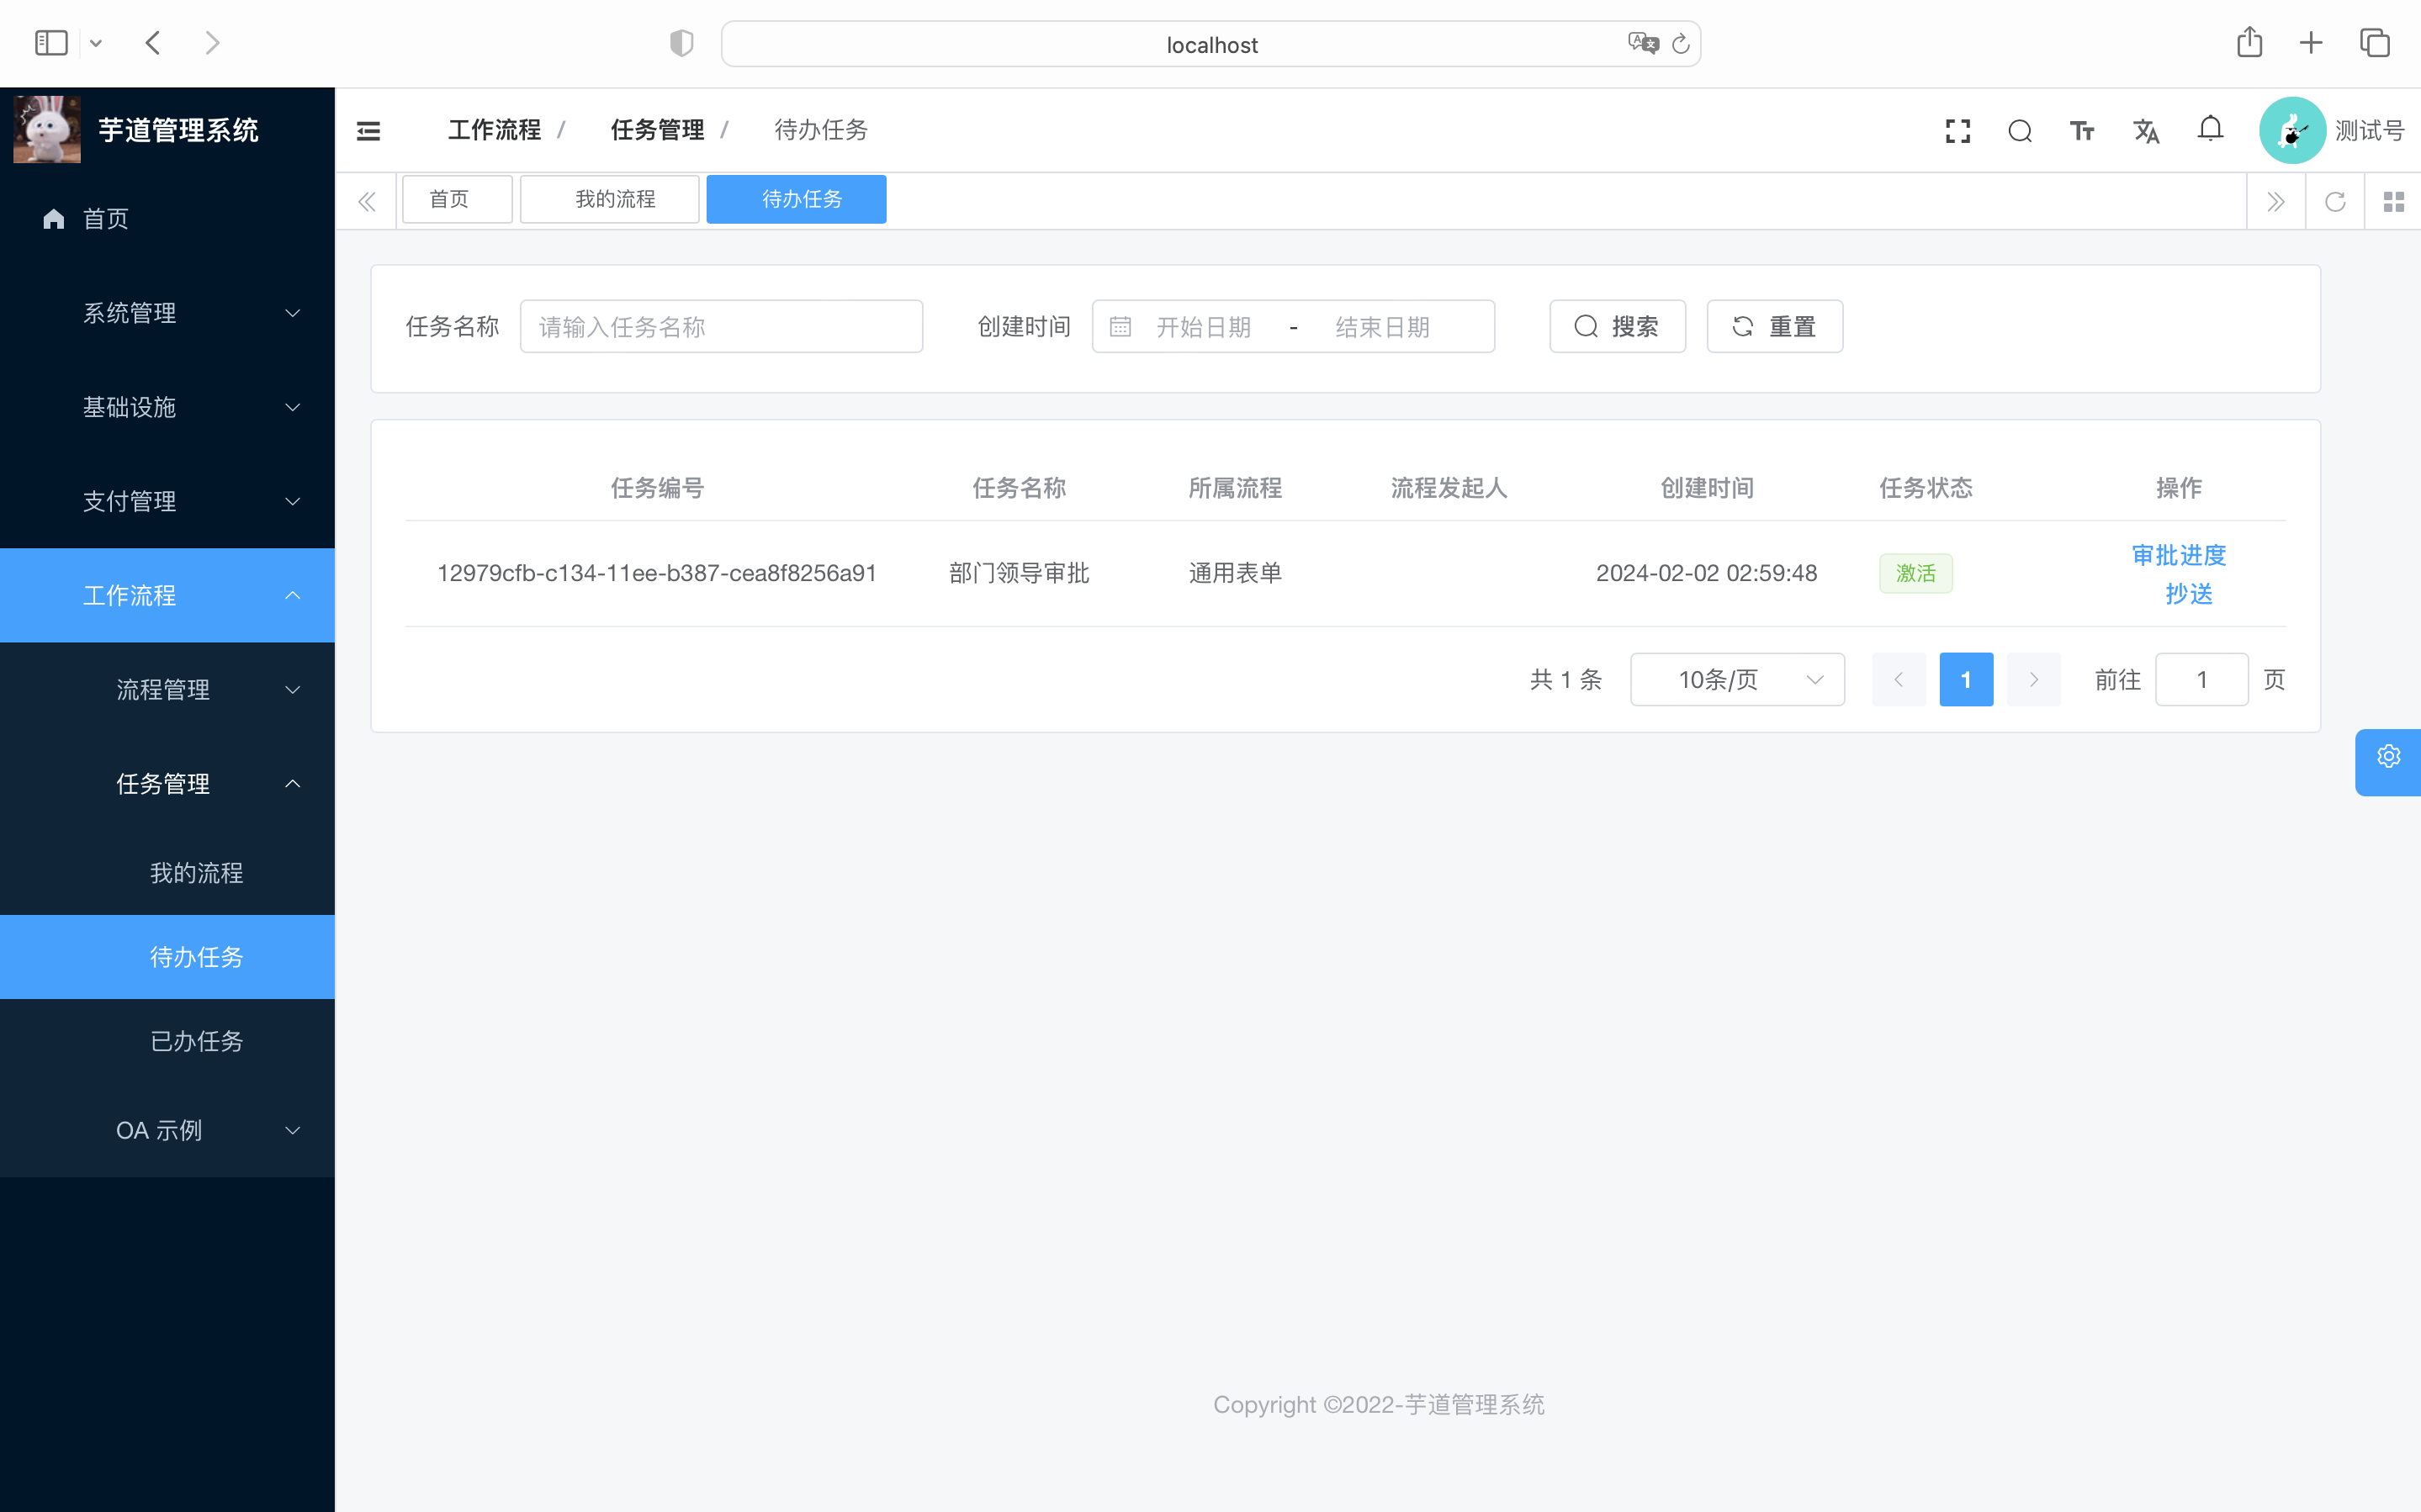 localhost
芋道管理系统
工作流程 / 任务管理 / 待办任务
测试号
首页
我的流程
待办任务
首页
系统管理
基础设施
支付管理
工作流程
流程管理
任务管理
我的流程
待办任务
已办任务
OA 示例
任务名称 请输入任务名称 创建时间 开始日期 - 结束日期 搜索 重置
任务编号 任务名称 所属流程 流程发起人 创建时间 任务状态 操作
12979cfb-c134-11ee-b387-cea8f8256a91 部门领导审批 通用表单 2024-02-02 02:59:48 激活 审批进度
抄送
共 1 条 10条/页 1 前往 1 页
Copyright ©2022-芋道管理系统